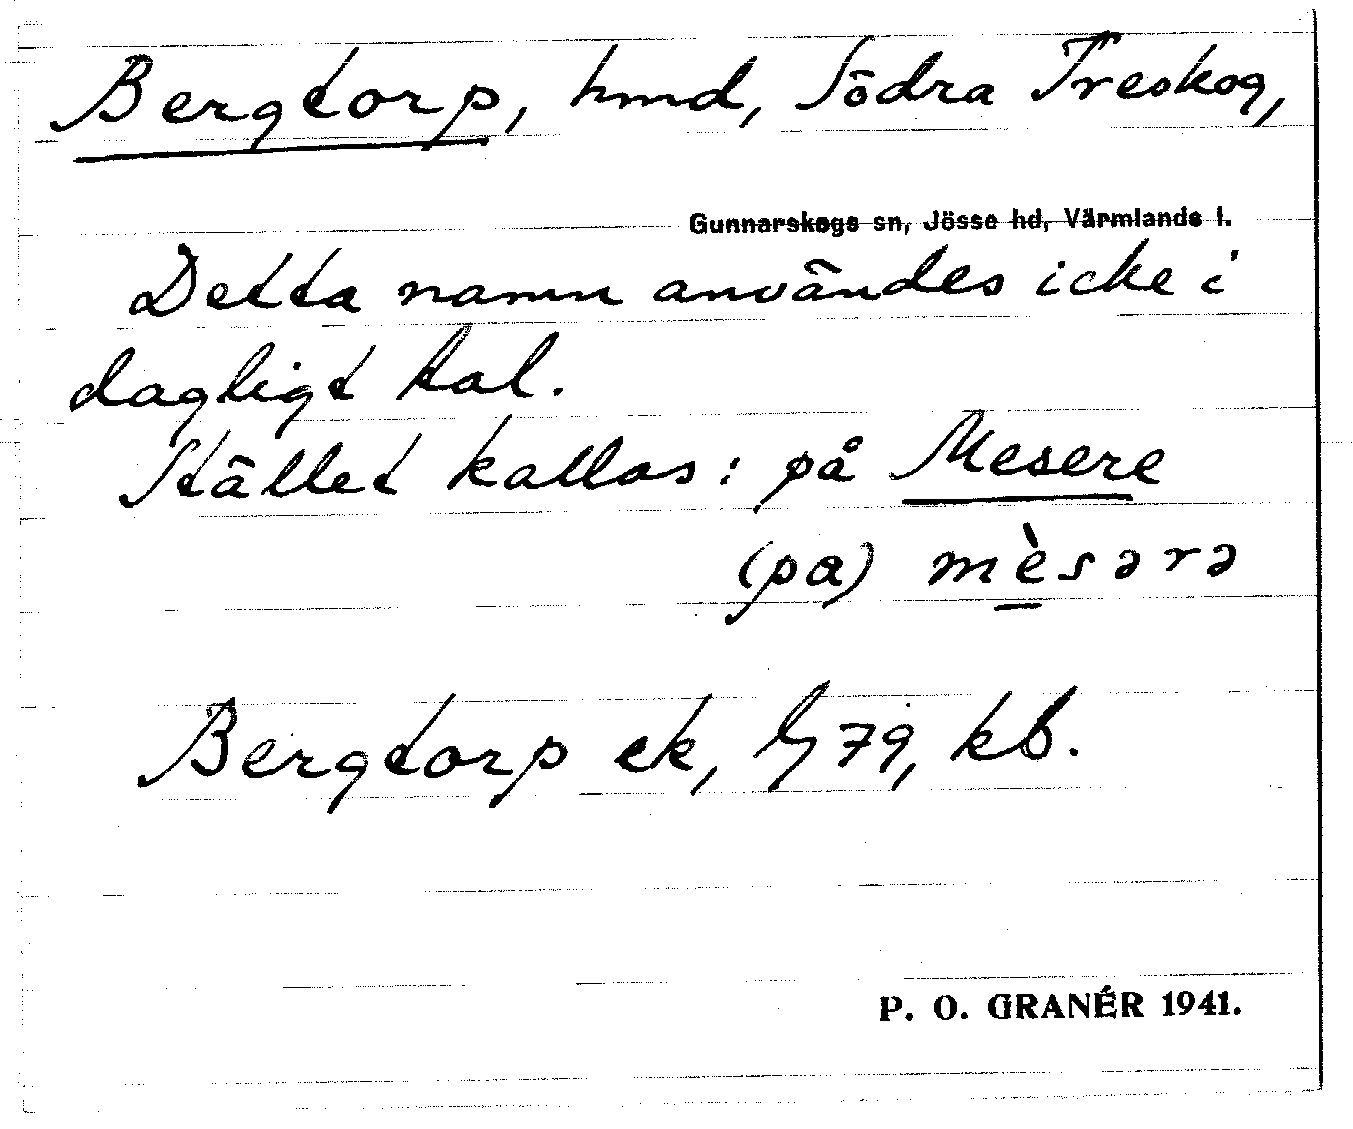 Bergtorp, hmd, Södra Treskog,
Gunnarskogs sn, Jösse hd, Värmlands l.
Detta namn användes icke i
dagligt tal.
Stället kallas: på Mesere
(pa) mèsərə
Bergtorp ek, G 79, kb.
P. O. GRANÉR 1941.